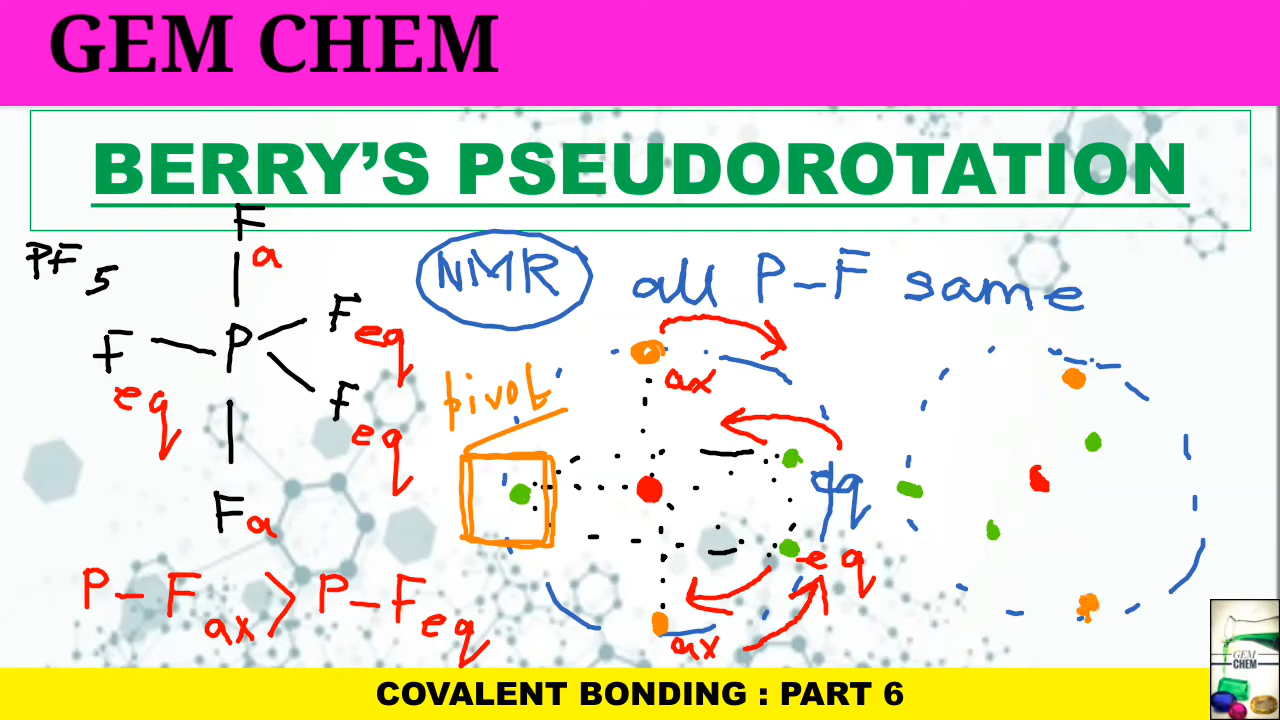 GEM CHEM
BERRY'S PSEUDOROTATION
PF5
F
a
F
P
F
eq
eq
F
eq
F
a
P-Fax > P-Feq
NMR
all P-F same
pivot
ax
eq
ax
GEM
CHEM
COVALENT BONDING : PART 6